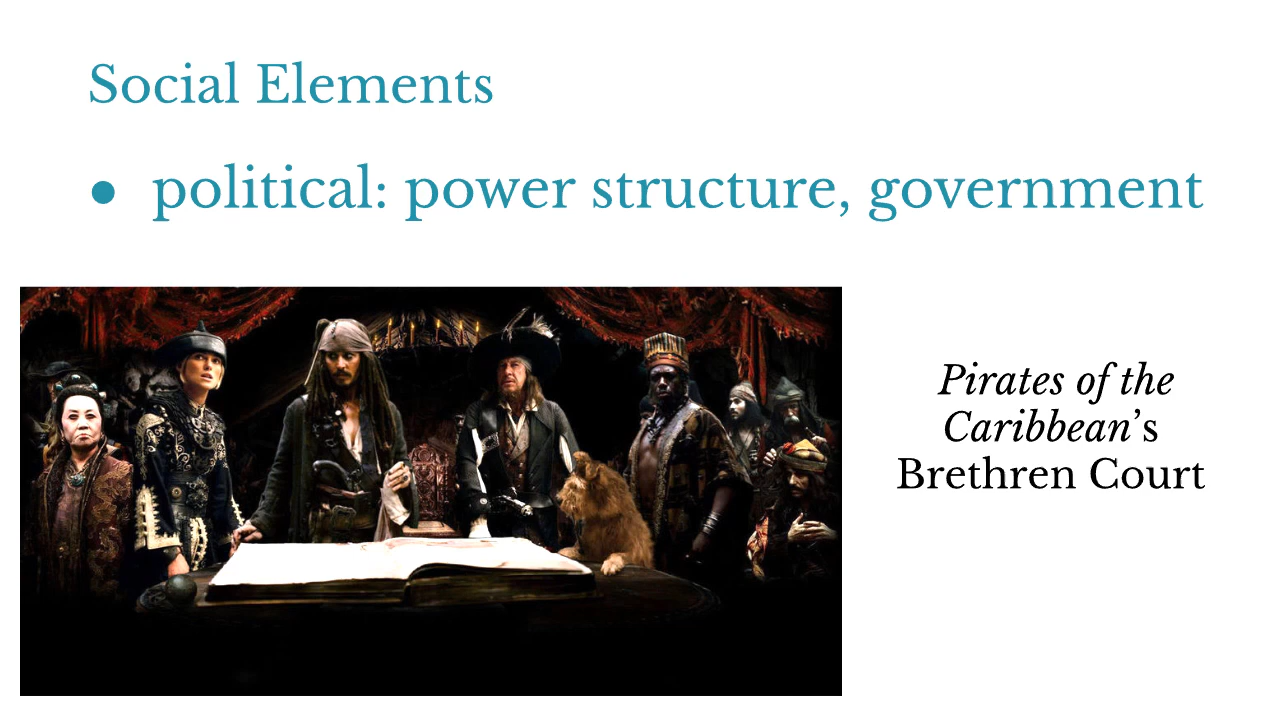 Social Elements
● political: power structure, government
Pirates of the
Caribbean’s
Brethren Court